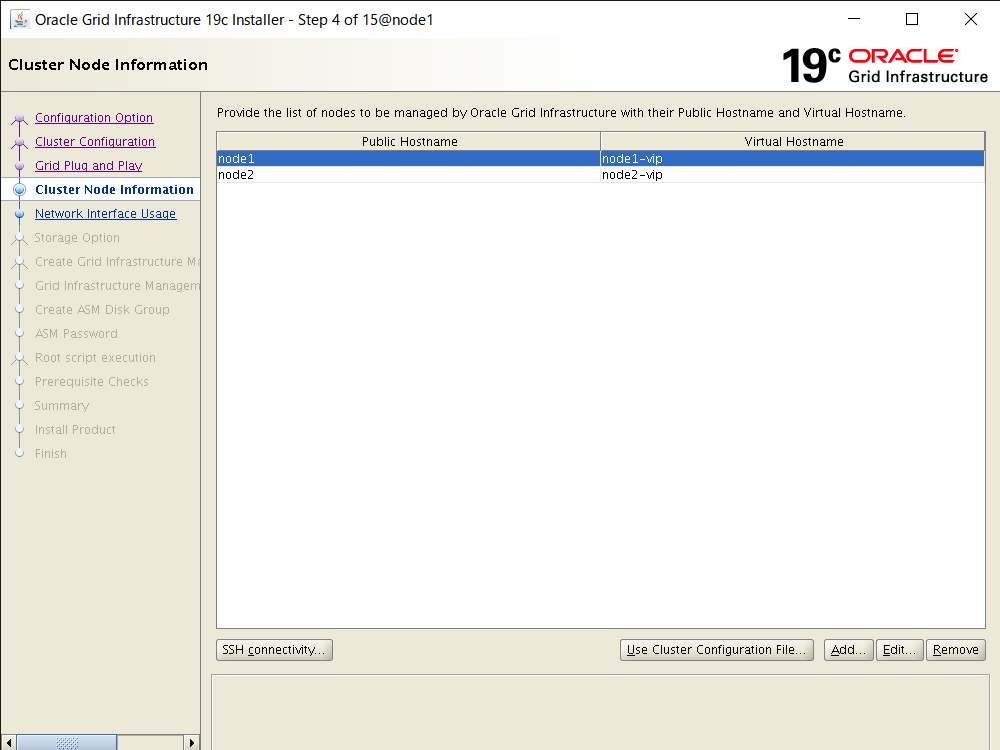 Oracle Grid Infrastructure 19c Installer - Step 4 of 15@node1
Cluster Node Information
19c ORACLE
Grid Infrastructure
Configuration Option
Cluster Configuration
Grid Plug and Play
Cluster Node Information
Network Interface Usage
Storage Option
Create Grid Infrastructure Ma
Grid Infrastructure Managem
Create ASM Disk Group
ASM Password
Root script execution
Prerequisite Checks
Summary
Install Product
Finish
Provide the list of nodes to be managed by Oracle Grid Infrastructure with their Public Hostname and Virtual Hostname.
Public Hostname Virtual Hostname
node1 node1-vip
node2 node2-vip
SSH connectivity... Use Cluster Configuration File... Add... Edit... Remove